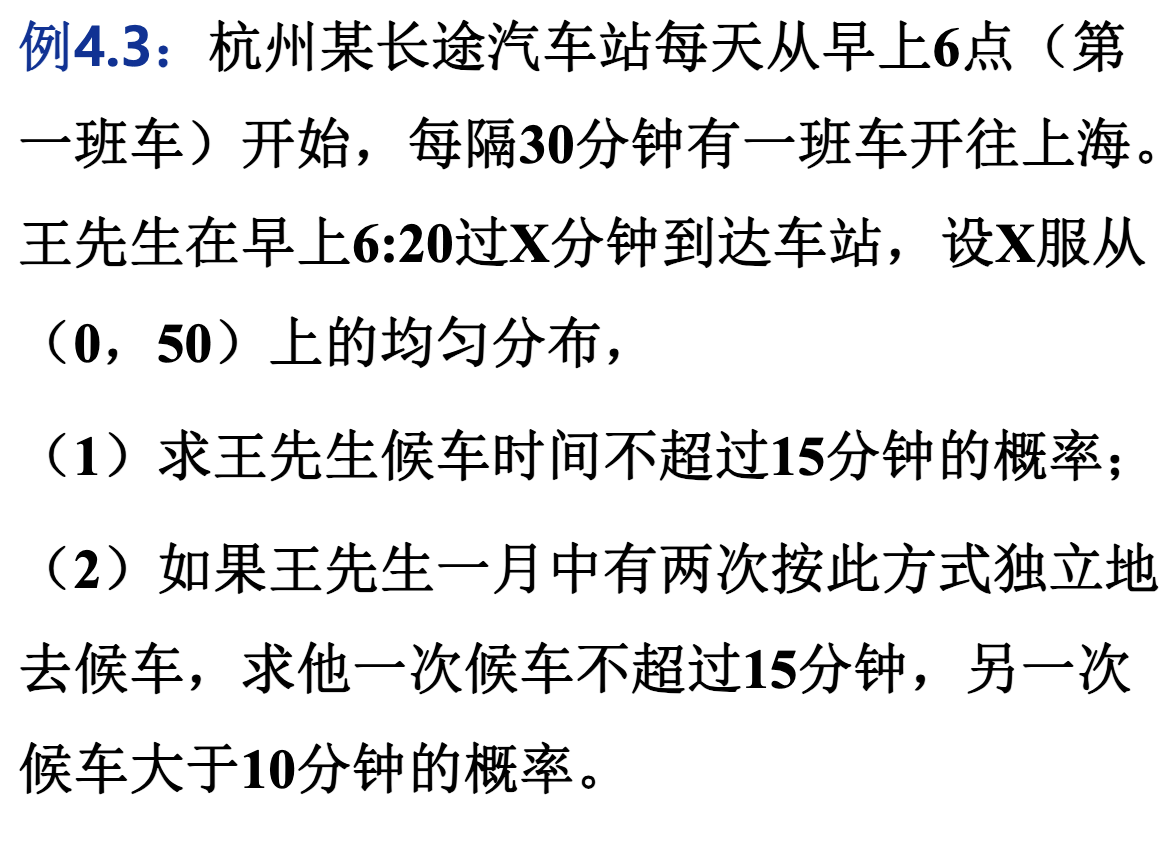 例4.3：杭州某长途汽车站每天从早上6点（第
一班车）开始，每隔30分钟有一班车开往上海。
王先生在早上6:20过X分钟到达车站，设X服从
（0，50）上的均匀分布，
（1）求王先生候车时间不超过15分钟的概率；
（2）如果王先生一月中有两次按此方式独立地
去候车，求他一次候车不超过15分钟，另一次
候车大于10分钟的概率。